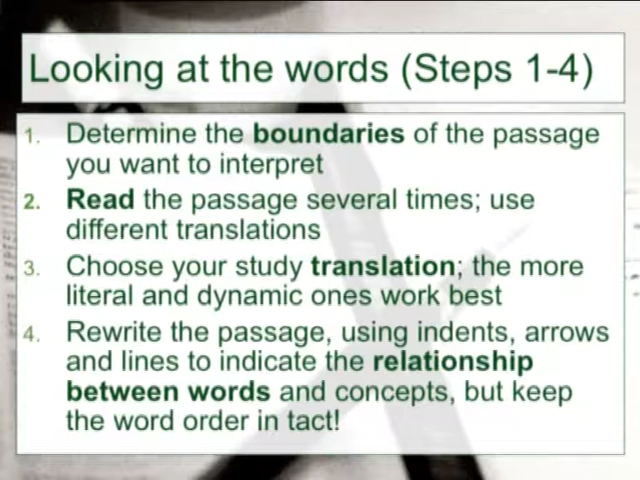 Looking at the words (Steps 1-4)
1. Determine the boundaries of the passage
you want to interpret
2. Read the passage several times; use
different translations
3. Choose your study translation; the more
literal and dynamic ones work best
4. Rewrite the passage, using indents, arrows
and lines to indicate the relationship
between words and concepts, but keep
the word order in tact!